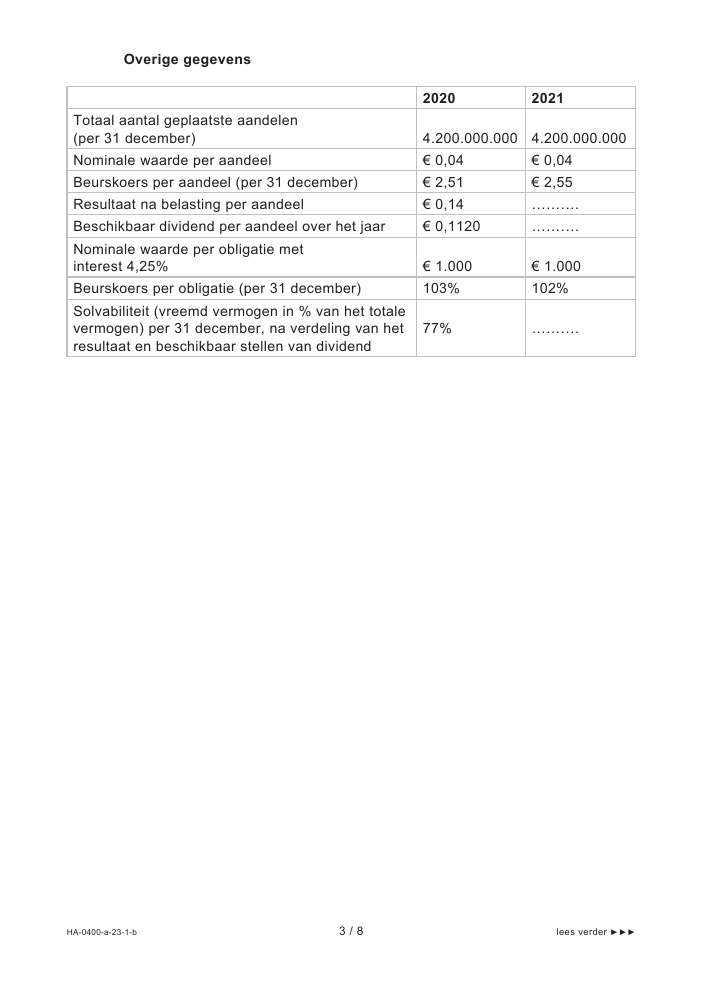 Overige gegevens
2020 2021
Totaal aantal geplaatste aandelen
(per 31 december) 4.200.000.000 4.200.000.000
Nominale waarde per aandeel € 0,04 € 0,04
Beurskoers per aandeel (per 31 december) € 2,51 € 2,55
Resultaat na belasting per aandeel € 0,14 ..........
Beschikbaar dividend per aandeel over het jaar € 0,1120 ..........
Nominale waarde per obligatie met
interest 4,25% € 1.000 € 1.000
Beurskoers per obligatie (per 31 december) 103% 102%
Solvabiliteit (vreemd vermogen in % van het totale
vermogen) per 31 december, na verdeling van het 77% ..........
resultaat en beschikbaar stellen van dividend
HA-0400-a-23-1-b 3 / 8 lees verder ►►►